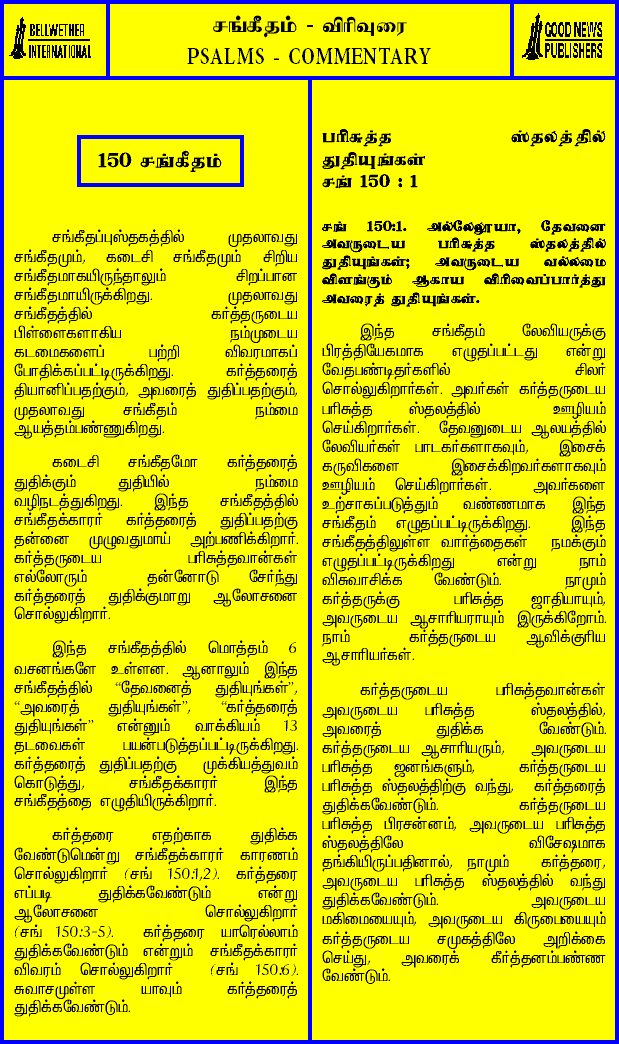 BELLWETHER
INTERNATIONAL
சங்கீதம் - விரிவுரை
PSALMS - COMMENTARY
GOOD NEWS
PUBLISHERS
150 சங்கீதம்
சங்கீதப்புஸ்தகத்தில் முதலாவது
சங்கீதமும், கடைசி சங்கீதமும் சிறிய
சங்கீதமாகயிருந்தாலும் சிறப்பான
சங்கீதமாயிருக்கிறது. முதலாவது
சங்கீதத்தில் கர்த்தருடைய
பிள்ளைகளாகிய நம்முடைய
கடமைகளைப் பற்றி விவரமாகப்
போதிக்கப்பட்டிருக்கிறது. கர்த்தரைத்
தியானிப்பதற்கும், அவரைத் துதிப்பதற்கும்,
முதலாவது சங்கீதம் நம்மை
ஆயத்தம்பண்ணுகிறது.
கடைசி சங்கீதமோ கர்த்தரைத்
துதிக்கும் துதியில் நம்மை
வழிநடத்துகிறது. இந்த சங்கீதத்தில்
சங்கீதக்காரர் கர்த்தரைத் துதிப்பதற்கு
தன்னை முழுவதுமாய் அற்பணிக்கிறார்.
கர்த்தருடைய பரிசுத்தவான்கள்
எல்லோரும் தன்னோடு சேர்ந்து
கர்த்தரைத் துதிக்குமாறு ஆலோசனை
சொல்லுகிறார்.
இந்த சங்கீதத்தில் மொத்தம் 6
வசனங்களே உள்ளன. ஆனாலும் இந்த
சங்கீதத்தில் “தேவனைத் துதியுங்கள்”,
“அவரைத் துதியுங்கள்”, “கர்த்தரைத்
துதியுங்கள்” என்னும் வாக்கியம் 13
தடவைகள் பயன்படுத்தப்பட்டிருக்கிறது.
கர்த்தரைத் துதிப்பதற்கு முக்கியத்துவம்
கொடுத்து, சங்கீதக்காரர் இந்த
சங்கீதத்தை எழுதியிருக்கிறார்.
கர்த்தரை எதற்காக துதிக்க
வேண்டுமென்று சங்கீதக்காரர் காரணம்
சொல்லுகிறார் (சங் 150:1,2). கர்த்தரை
எப்படி துதிக்கவேண்டும் என்று
ஆலோசனை சொல்லுகிறார்
(சங் 150:3-5). கர்த்தரை யாரெல்லாம்
துதிக்கவேண்டும் என்றும் சங்கீதக்காரர்
விவரம் சொல்லுகிறார் (சங் 150:6).
சுவாசமுள்ள யாவும் கர்த்தரைத்
துதிக்கவேண்டும்.
பரிசுத்த ஸ்தலத்தில்
துதியுங்கள்
சங் 150 : 1
சங் 150:1. அல்லேலூயா, தேவனை
அவருடைய பரிசுத்த ஸ்தலத்தில்
துதியுங்கள்; அவருடைய வல்லமை
விளங்கும் ஆகாய விரிவைப்பார்த்து
அவரைத் துதியுங்கள்.
இந்த சங்கீதம் லேவியருக்கு
பிரத்தியேகமாக எழுதப்பட்டது என்று
வேதபண்டிதர்களில் சிலர்
சொல்லுகிறார்கள். அவர்கள் கர்த்தருடைய
பரிசுத்த ஸ்தலத்தில் ஊழியம்
செய்கிறார்கள். தேவனுடைய ஆலயத்தில்
லேவியர்கள் பாடகர்களாகவும், இசைக்
கருவிகளை இசைக்கிறவர்களாகவும்
ஊழியம் செய்கிறார்கள். அவர்களை
உற்சாகப்படுத்தும் வண்ணமாக இந்த
சங்கீதம் எழுதப்பட்டிருக்கிறது. இந்த
சங்கீதத்திலுள்ள வார்த்தைகள் நமக்கும்
எழுதப்பட்டிருக்கிறது என்று நாம்
விசுவாசிக்க வேண்டும். நாமும்
கர்த்தருக்கு பரிசுத்த ஜாதியாயும்,
அவருடைய ஆசாரியராயும் இருக்கிறோம்.
நாம் கர்த்தருடைய ஆவிக்குரிய
ஆசாரியர்கள்.
கர்த்தருடைய பரிசுத்தவான்கள்
அவருடைய பரிசுத்த ஸ்தலத்தில்,
அவரைத் துதிக்க வேண்டும்.
கர்த்தருடைய ஆசாரியரும், அவருடைய
பரிசுத்த ஜனங்களும், கர்த்தருடைய
பரிசுத்த ஸ்தலத்திற்கு வந்து, கர்த்தரைத்
துதிக்கவேண்டும். கர்த்தருடைய
பரிசுத்த பிரசன்னம், அவருடைய பரிசுத்த
ஸ்தலத்திலே விசேஷமாக
தங்கியிருப்பதினால், நாமும் கர்த்தரை,
அவருடைய பரிசுத்த ஸ்தலத்தில் வந்து
துதிக்கவேண்டும். அவருடைய
மகிமையையும், அவருடைய கிருபையையும்
கர்த்தருடைய சமுகத்திலே அறிக்கை
செய்து, அவரைக் கீர்த்தனம்பண்ண
வேண்டும்.